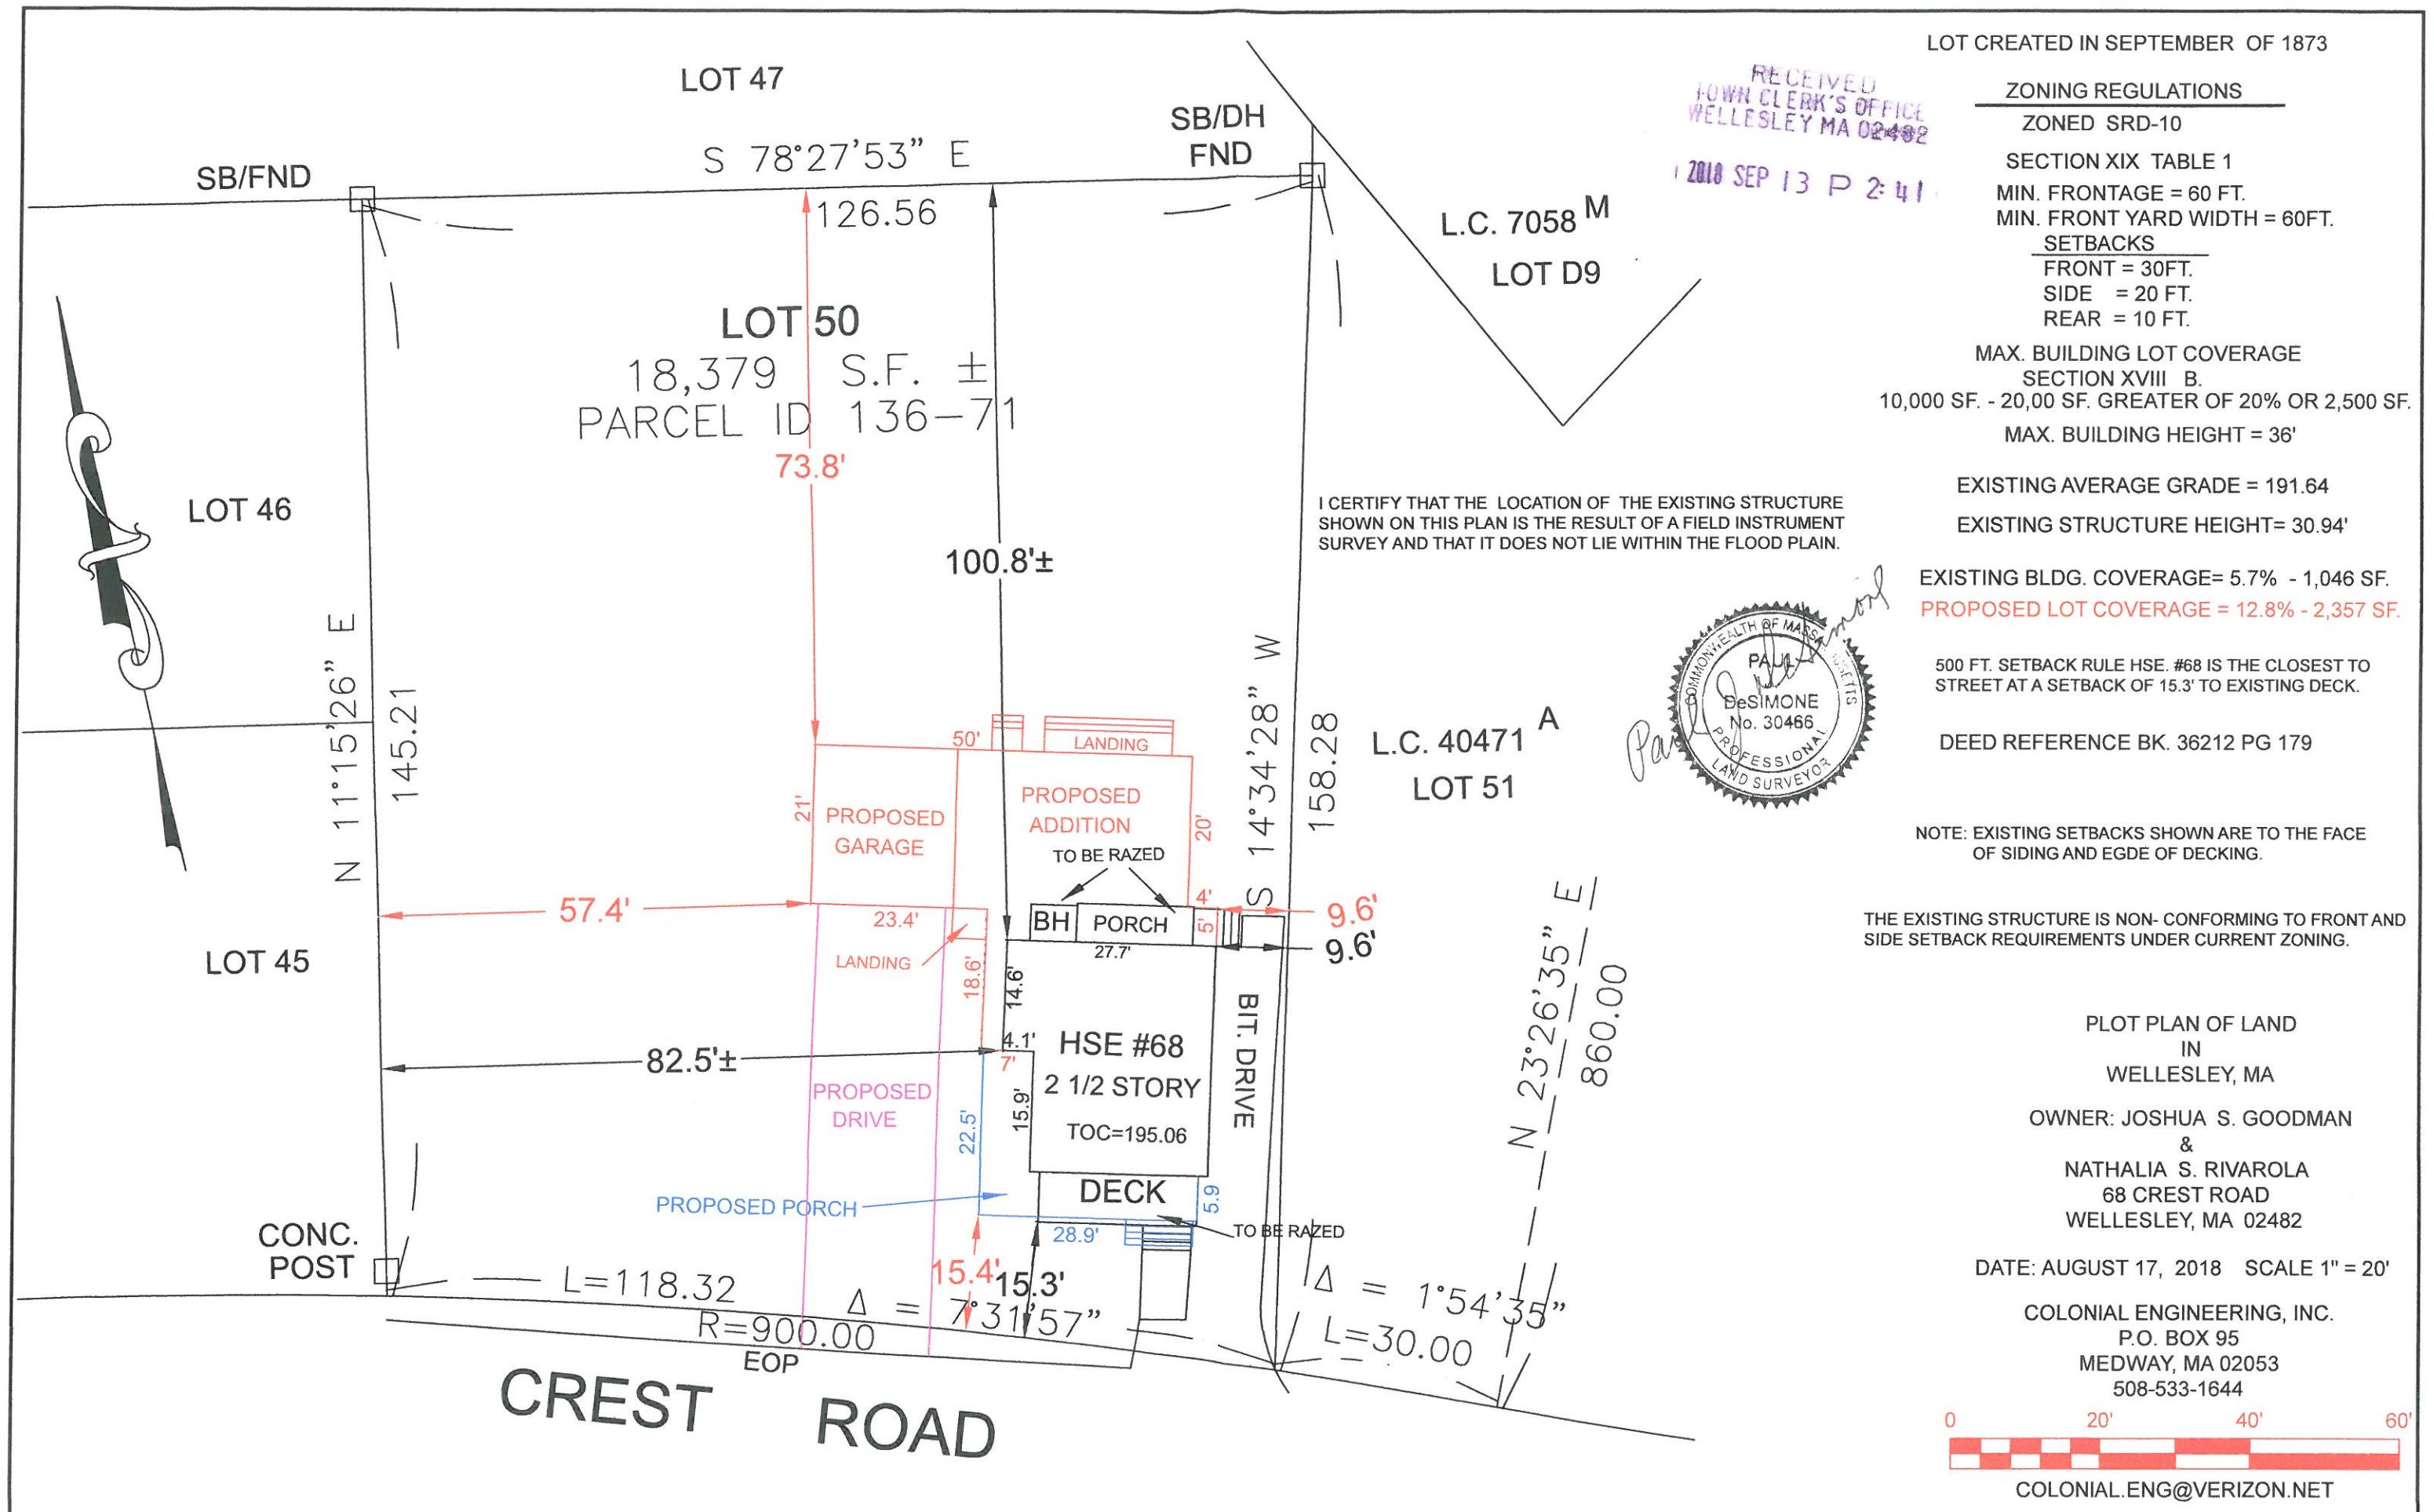 LOT 47
SB/DH
FND
SB/FND
S 78°27'53" E
126.56
LOT 50
18,379 S.F. ±
PARCEL ID 136-71
73.8'
100.8'±
LOT 46
N 11°15'26" E
145.21
LOT 45
L.C. 7058 M
LOT D9
RECEIVED
TOWN CLERK'S OFFICE
WELLESLEY MA 02482
2018 SEP 13 P 2:41
I CERTIFY THAT THE LOCATION OF THE EXISTING STRUCTURE
SHOWN ON THIS PLAN IS THE RESULT OF A FIELD INSTRUMENT
SURVEY AND THAT IT DOES NOT LIE WITHIN THE FLOOD PLAIN.
S 14°34'28" W
158.28
L.C. 40471 A
LOT 51
COMMONWEALTH OF MASSACHUSETTS
PAUL
DeSIMONE
No. 30466
PROFESSIONAL
LAND SURVEYOR
50'
LANDING
21'
PROPOSED
GARAGE
PROPOSED
ADDITION
20'
TO BE RAZED
57.4'
23.4'
BH
PORCH
4'
5'
9.6'
9.6'
27.7'
LANDING
18.6'
14.6'
4.1'
7'
82.5'±
HSE #68
2 1/2 STORY
TOC=195.06
BIT. DRIVE
15.9'
22.5'
PROPOSED
DRIVE
PROPOSED PORCH
DECK
5.9
28.9'
TO BE RAZED
N 23°26'35" E
860.00
CONC.
POST
L=118.32
15.4'
15.3'
Δ = 7°31'57"
R=900.00
EOP
Δ = 1°54'35"
L=30.00
CREST ROAD
LOT CREATED IN SEPTEMBER OF 1873
ZONING REGULATIONS
ZONED SRD-10
SECTION XIX TABLE 1
MIN. FRONTAGE = 60 FT.
MIN. FRONT YARD WIDTH = 60FT.
SETBACKS
FRONT = 30FT.
SIDE = 20 FT.
REAR = 10 FT.
MAX. BUILDING LOT COVERAGE
SECTION XVIII B.
10,000 SF. - 20,00 SF. GREATER OF 20% OR 2,500 SF.
MAX. BUILDING HEIGHT = 36'
EXISTING AVERAGE GRADE = 191.64
EXISTING STRUCTURE HEIGHT= 30.94'
EXISTING BLDG. COVERAGE= 5.7% - 1,046 SF.
PROPOSED LOT COVERAGE = 12.8% - 2,357 SF.
500 FT. SETBACK RULE HSE. #68 IS THE CLOSEST TO
STREET AT A SETBACK OF 15.3' TO EXISTING DECK.
DEED REFERENCE BK. 36212 PG 179
NOTE: EXISTING SETBACKS SHOWN ARE TO THE FACE
OF SIDING AND EGDE OF DECKING.
THE EXISTING STRUCTURE IS NON- CONFORMING TO FRONT AND
SIDE SETBACK REQUIREMENTS UNDER CURRENT ZONING.
PLOT PLAN OF LAND
IN
WELLESLEY, MA
OWNER: JOSHUA S. GOODMAN
&
NATHALIA S. RIVAROLA
68 CREST ROAD
WELLESLEY, MA 02482
DATE: AUGUST 17, 2018 SCALE 1" = 20'
COLONIAL ENGINEERING, INC.
P.O. BOX 95
MEDWAY, MA 02053
508-533-1644
0 20' 40' 60'
COLONIAL.ENG@VERIZON.NET